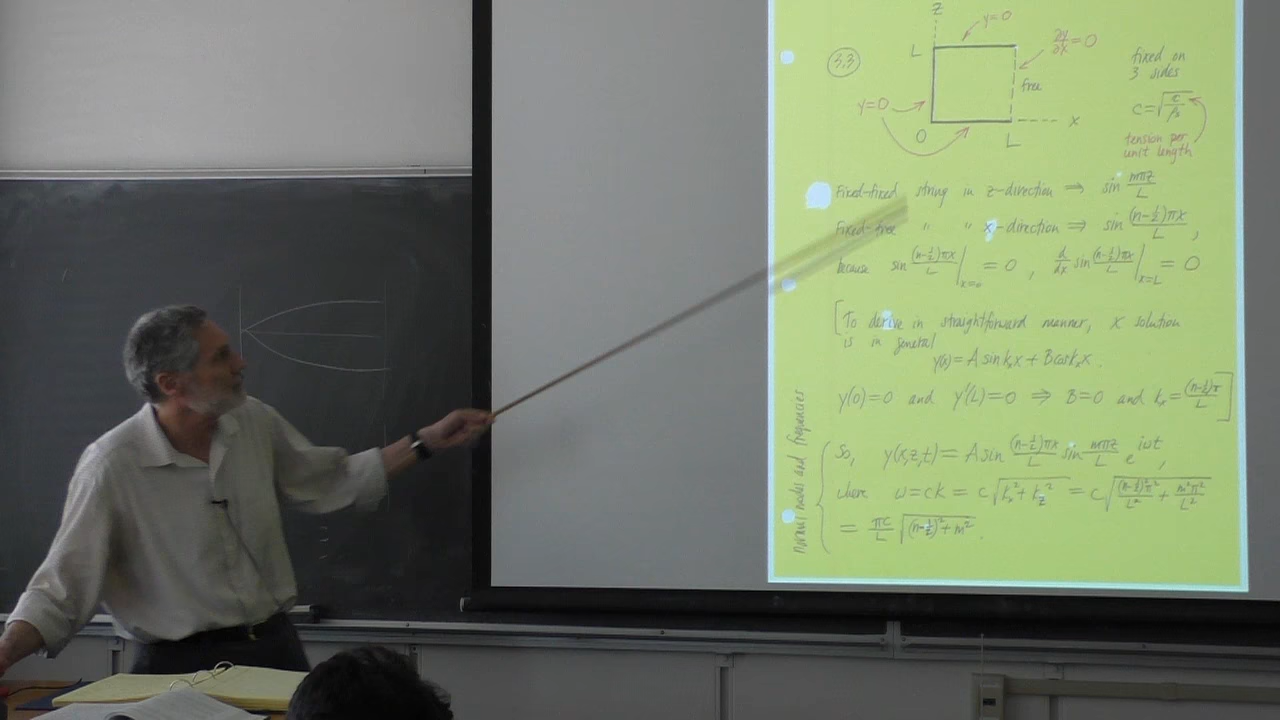 z
y=0
∂y/∂x=0
3.3
L
free
fixed on
3 sides
y=0
c=√(τ/ρs)
0
L
x
tension per
unit length
Fixed-fixed string in z-direction ⇒ sin mπz/L
Fixed-free " " x-direction ⇒ sin (n-½)πx/L ,
because sin (n-½)πx/L |x=0 = 0 , d/dx sin (n-½)πx/L |x=L = 0
[To derive in straightforward manner, x solution
is in general
y(x) = A sin kₓx + B cos kₓx .
y(0)=0 and y'(L)=0 ⇒ B=0 and kₓ = (n-½)π/L ]
normal modes and frequencies
So, y(x,z,t) = A sin (n-½)πx/L sin mπz/L e^iωt ,
where ω = ck = c√(kₓ² + k_z²) = c√((n-½)²π²/L² + m²π²/L²)
= πc/L √((n-½)² + m²) .